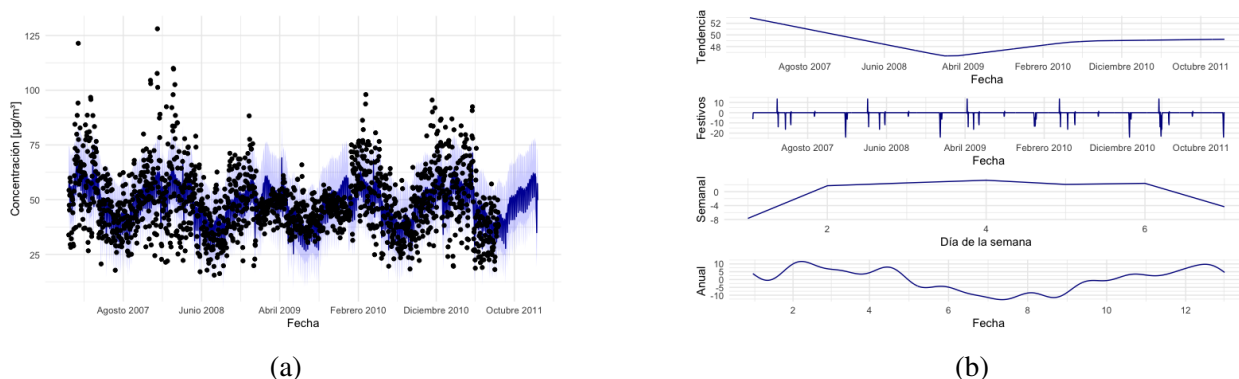 Concentración [µg/m³]
125
100
75
50
25
Agosto 2007 Junio 2008 Abril 2009 Febrero 2010 Diciembre 2010 Octubre 2011
Fecha
(a)
Tendencia
52
50
48
Agosto 2007 Junio 2008 Abril 2009 Febrero 2010 Diciembre 2010 Octubre 2011
Fecha
Festivos
10
0
-10
-20
Agosto 2007 Junio 2008 Abril 2009 Febrero 2010 Diciembre 2010 Octubre 2011
Fecha
Semanal
0
-4
-8
2 4 6
Día de la semana
Anual
10
5
0
-5
-10
2 4 6 8 10 12
Fecha
(b)